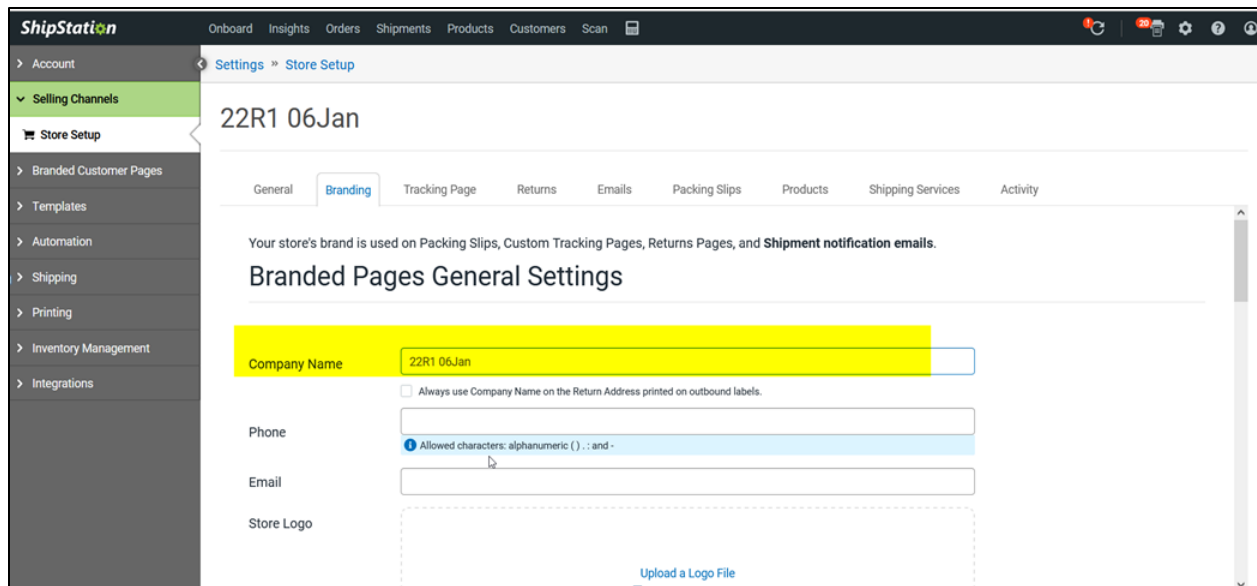 ShipStation
Onboard Insights Orders Shipments Products Customers Scan
! 20
Account
Selling Channels
Store Setup
Branded Customer Pages
Templates
Automation
Shipping
Printing
Inventory Management
Integrations
Settings » Store Setup
22R1 06Jan
General Branding Tracking Page Returns Emails Packing Slips Products Shipping Services Activity
Your store's brand is used on Packing Slips, Custom Tracking Pages, Returns Pages, and Shipment notification emails.
Branded Pages General Settings
Company Name 22R1 06Jan
Always use Company Name on the Return Address printed on outbound labels.
Phone
Allowed characters: alphanumeric ( ) . : and -
Email
Store Logo
Upload a Logo File